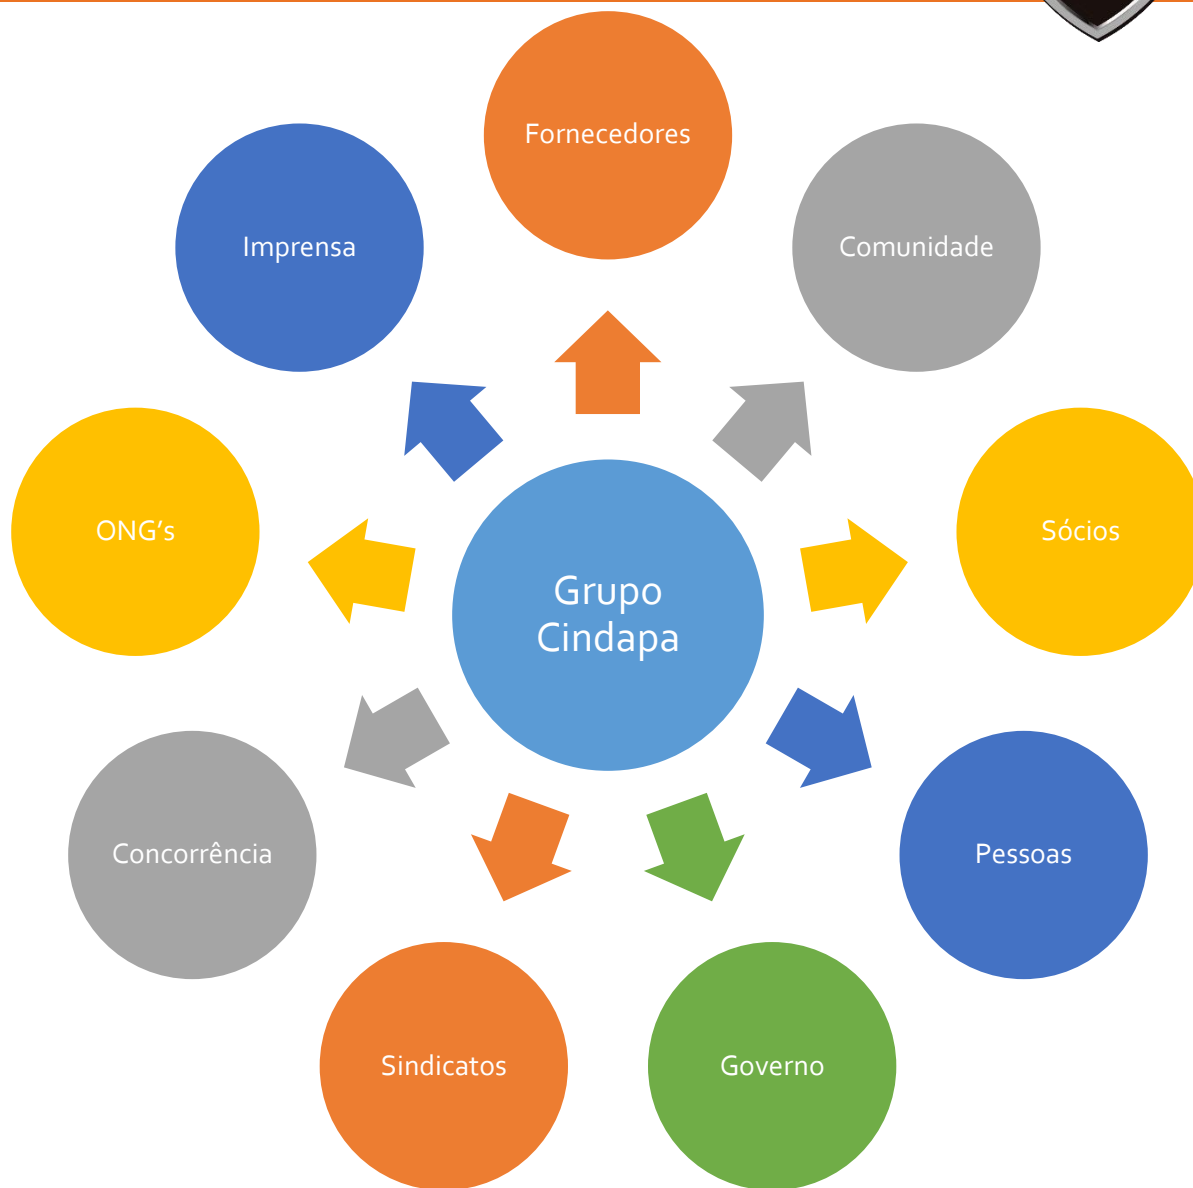 Fornecedores
Imprensa
Comunidade
ONG’s
Sócios
Grupo
Cindapa
Concorrência
Pessoas
Sindicatos
Governo